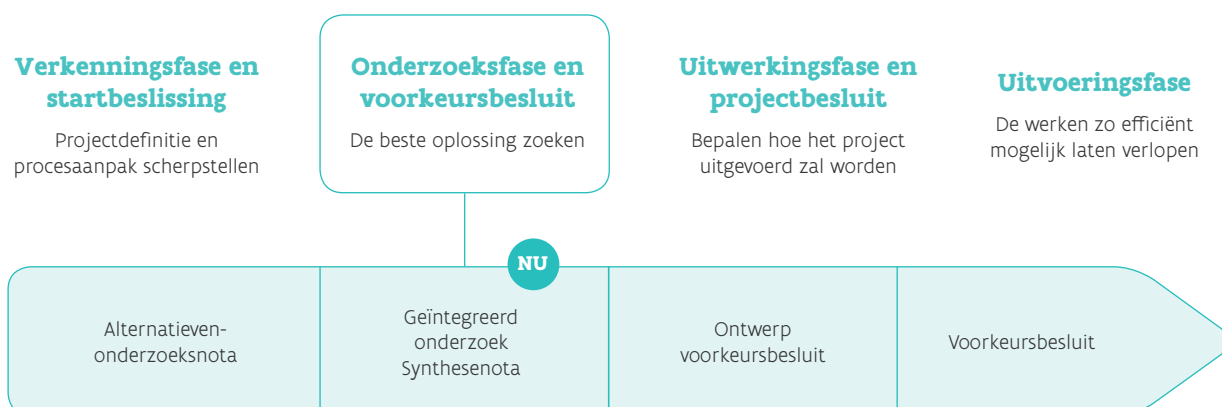 Verkenningsfase en
startbeslissing
Projectdefinitie en
procesaanpak scherpstellen
Onderzoeksfase en
voorkeursbesluit
De beste oplossing zoeken
Uitwerkingsfase en
projectbesluit
Bepalen hoe het project
uitgevoerd zal worden
Uitvoeringsfase
De werken zo efficiënt
mogelijk laten verlopen
NU
Alternatieven-
onderzoeksnota
Geïntegreerd
onderzoek
Synthesenota
Ontwerp
voorkeursbesluit
Voorkeursbesluit